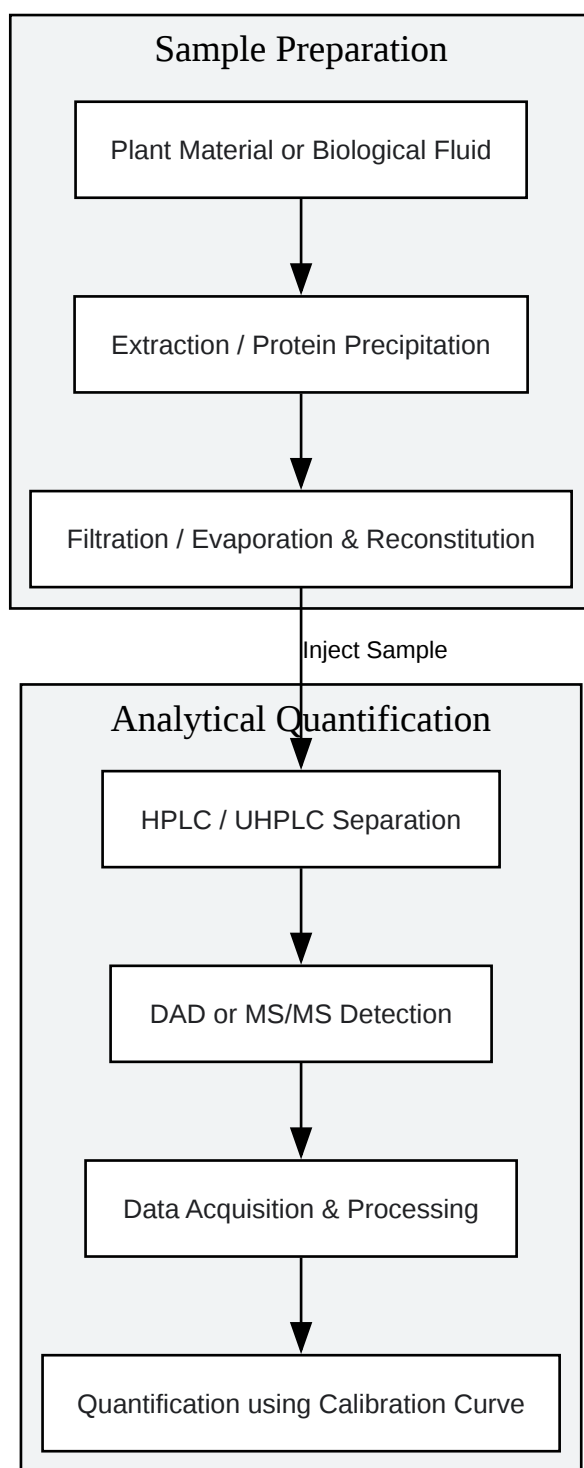 Sample Preparation
Plant Material or Biological Fluid
Extraction / Protein Precipitation
Filtration / Evaporation & Reconstitution
Inject Sample
Analytical Quantification
HPLC / UHPLC Separation
DAD or MS/MS Detection
Data Acquisition & Processing
Quantification using Calibration Curve